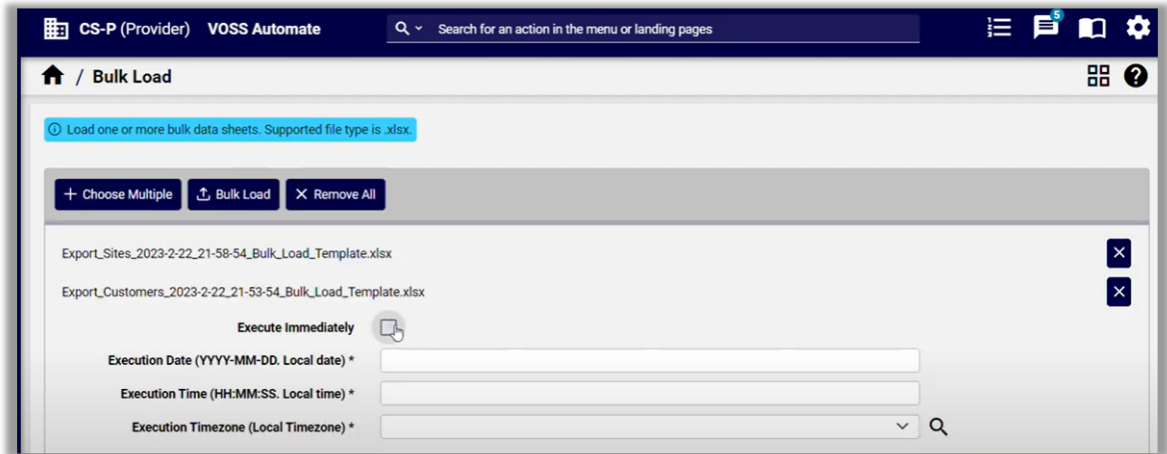 CS-P (Provider) VOSS Automate Search for an action in the menu or landing pages 5
/ Bulk Load
Load one or more bulk data sheets. Supported file type is .xlsx.
Choose Multiple Bulk Load Remove All
Export_Sites_2023-2-22_21-58-54_Bulk_Load_Template.xlsx
Export_Customers_2023-2-22_21-53-54_Bulk_Load_Template.xlsx
Execute Immediately
Execution Date (YYYY-MM-DD. Local date) *
Execution Time (HH:MM:SS. Local time) *
Execution Timezone (Local Timezone) *